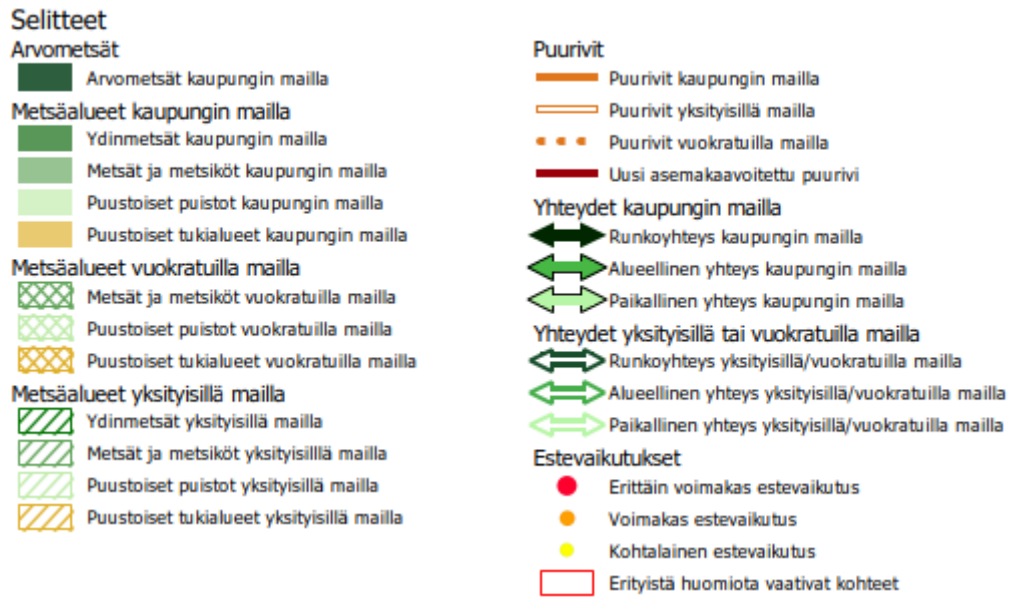 Selitteet
Arvometsät
Arvometsät kaupungin mailla
Metsäalueet kaupungin mailla
Ydinmetsät kaupungin mailla
Metsät ja metsiköt kaupungin mailla
Puustoiset puistot kaupungin mailla
Puustoiset tukialueet kaupungin mailla
Metsäalueet vuokratuilla mailla
Metsät ja metsiköt vuokratuilla mailla
Puustoiset puistot vuokratuilla mailla
Puustoiset tukialueet vuokratuilla mailla
Metsäalueet yksityisillä mailla
Ydinmetsät yksityisillä mailla
Metsät ja metsiköt yksityisilllä mailla
Puustoiset puistot yksityisillä mailla
Puustoiset tukialueet yksityisillä mailla
Puurivit
Puurivit kaupungin mailla
Puurivit yksityisillä mailla
Puurivit vuokratuilla mailla
Uusi asemakaavoitettu puurivi
Yhteydet kaupungin mailla
Runkoyhteys kaupungin mailla
Alueellinen yhteys kaupungin mailla
Paikallinen yhteys kaupungin mailla
Yhteydet yksityisillä tai vuokratuilla mailla
Runkoyhteys yksityisillä/vuokratuilla mailla
Alueellinen yhteys yksityisillä/vuokratuilla mailla
Paikallinen yhteys yksityisillä/vuokratuilla mailla
Estevaikutukset
Erittäin voimakas estevaikutus
Voimakas estevaikutus
Kohtalainen estevaikutus
Erityistä huomiota vaativat kohteet